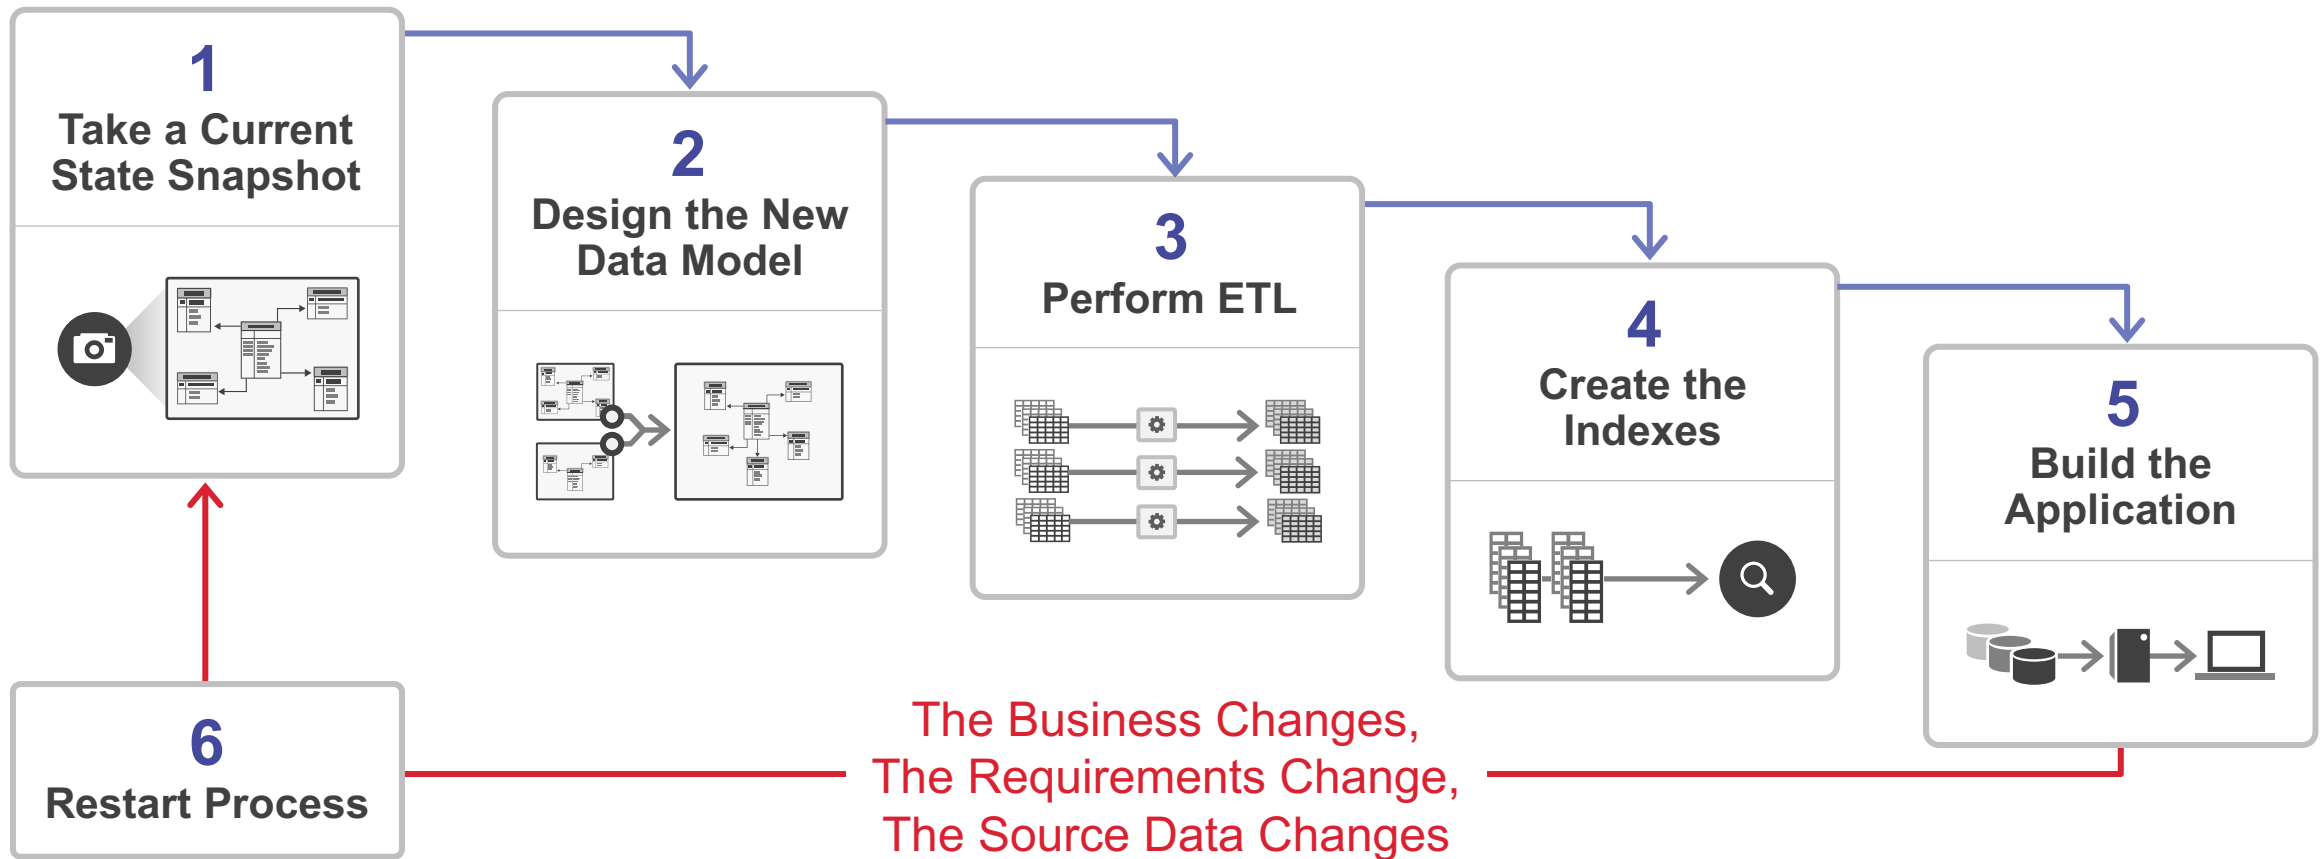 1
Take a Current
State Snapshot
2
Design the New
Data Model
3
Perform ETL
4
Create the
Indexes
5
Build the
Application
6
Restart Process
The Business Changes,
The Requirements Change,
The Source Data Changes